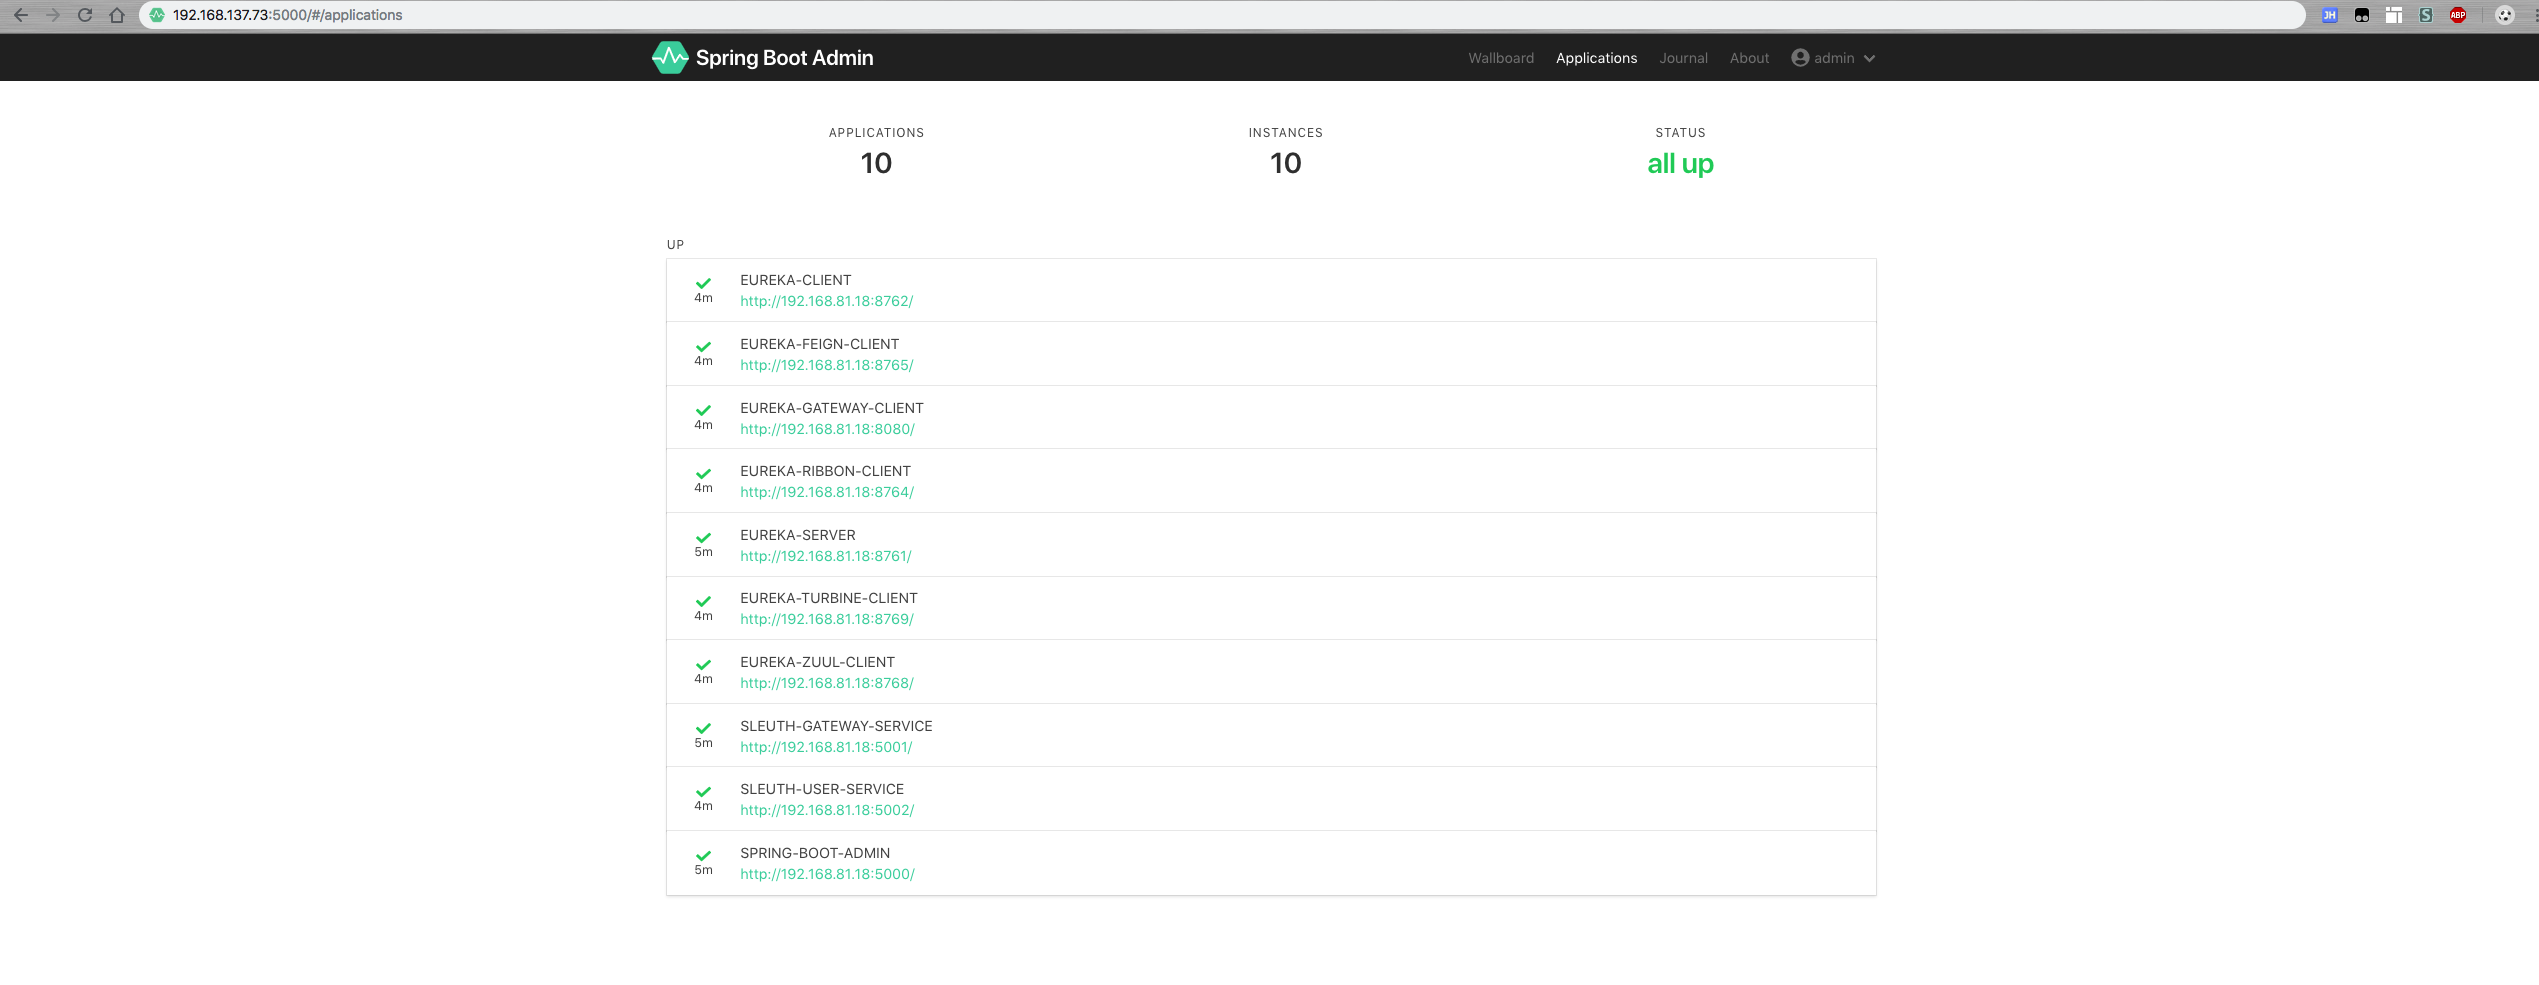 192.168.137.73:5000/#/applications
JH
S
ABP
Spring Boot Admin
Wallboard Applications Journal About admin
APPLICATIONS INSTANCES STATUS
10 10 all up
UP
EUREKA-CLIENT
4m http://192.168.81.18:8762/
EUREKA-FEIGN-CLIENT
4m http://192.168.81.18:8765/
EUREKA-GATEWAY-CLIENT
4m http://192.168.81.18:8080/
EUREKA-RIBBON-CLIENT
4m http://192.168.81.18:8764/
EUREKA-SERVER
5m http://192.168.81.18:8761/
EUREKA-TURBINE-CLIENT
4m http://192.168.81.18:8769/
EUREKA-ZUUL-CLIENT
4m http://192.168.81.18:8768/
SLEUTH-GATEWAY-SERVICE
5m http://192.168.81.18:5001/
SLEUTH-USER-SERVICE
4m http://192.168.81.18:5002/
SPRING-BOOT-ADMIN
5m http://192.168.81.18:5000/